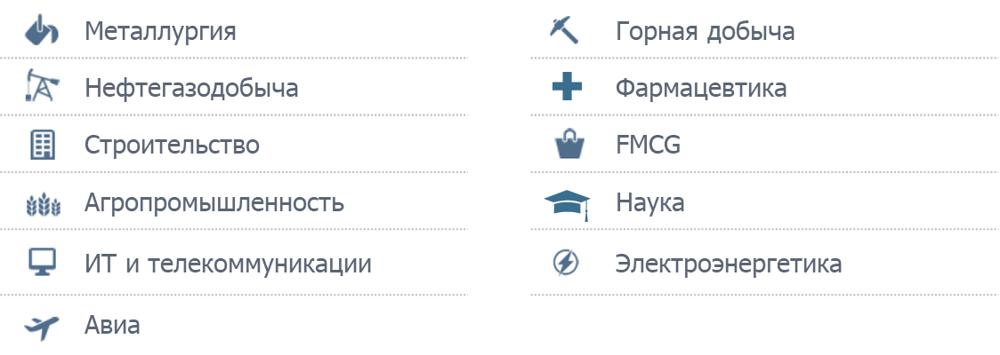 Металлургия
Нефтегазодобыча
Строительство
Агропромышленность
ИТ и телекоммуникации
Авиа
Горная добыча
Фармацевтика
FMCG
Наука
Электроэнергетика